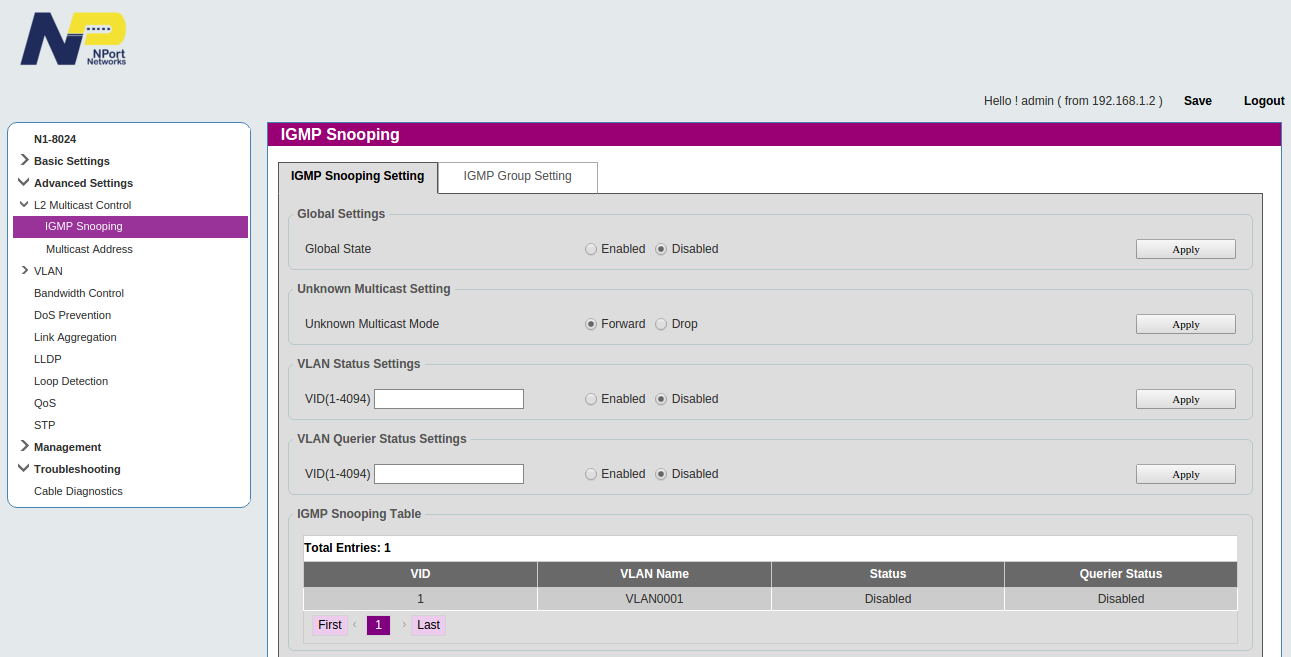 NPort
Networks
Hello ! admin ( from 192.168.1.2 ) Save Logout
N1-8024
Basic Settings
Advanced Settings
L2 Multicast Control
IGMP Snooping
Multicast Address
VLAN
Bandwidth Control
DoS Prevention
Link Aggregation
LLDP
Loop Detection
QoS
STP
Management
Troubleshooting
Cable Diagnostics
IGMP Snooping
IGMP Snooping Setting IGMP Group Setting
Global Settings
Global State Enabled Disabled Apply
Unknown Multicast Setting
Unknown Multicast Mode Forward Drop Apply
VLAN Status Settings
VID(1-4094) Enabled Disabled Apply
VLAN Querier Status Settings
VID(1-4094) Enabled Disabled Apply
IGMP Snooping Table
Total Entries: 1
VID VLAN Name Status Querier Status
1 VLAN0001 Disabled Disabled
First ‹ 1 › Last